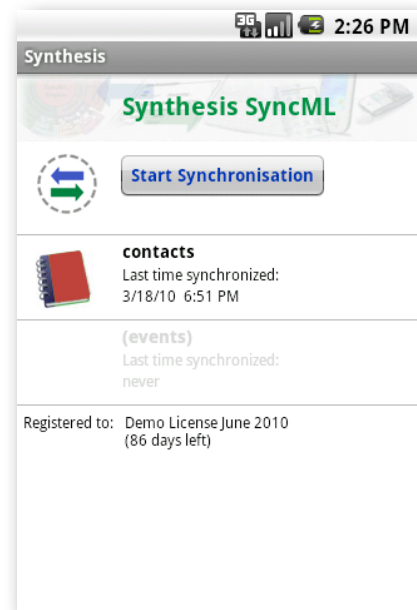 3G 2:26 PM
Synthesis
Synthesis SyncML
Start Synchronisation
contacts
Last time synchronized:
3/18/10 6:51 PM
(events)
Last time synchronized:
never
Registered to: Demo License June 2010
(86 days left)